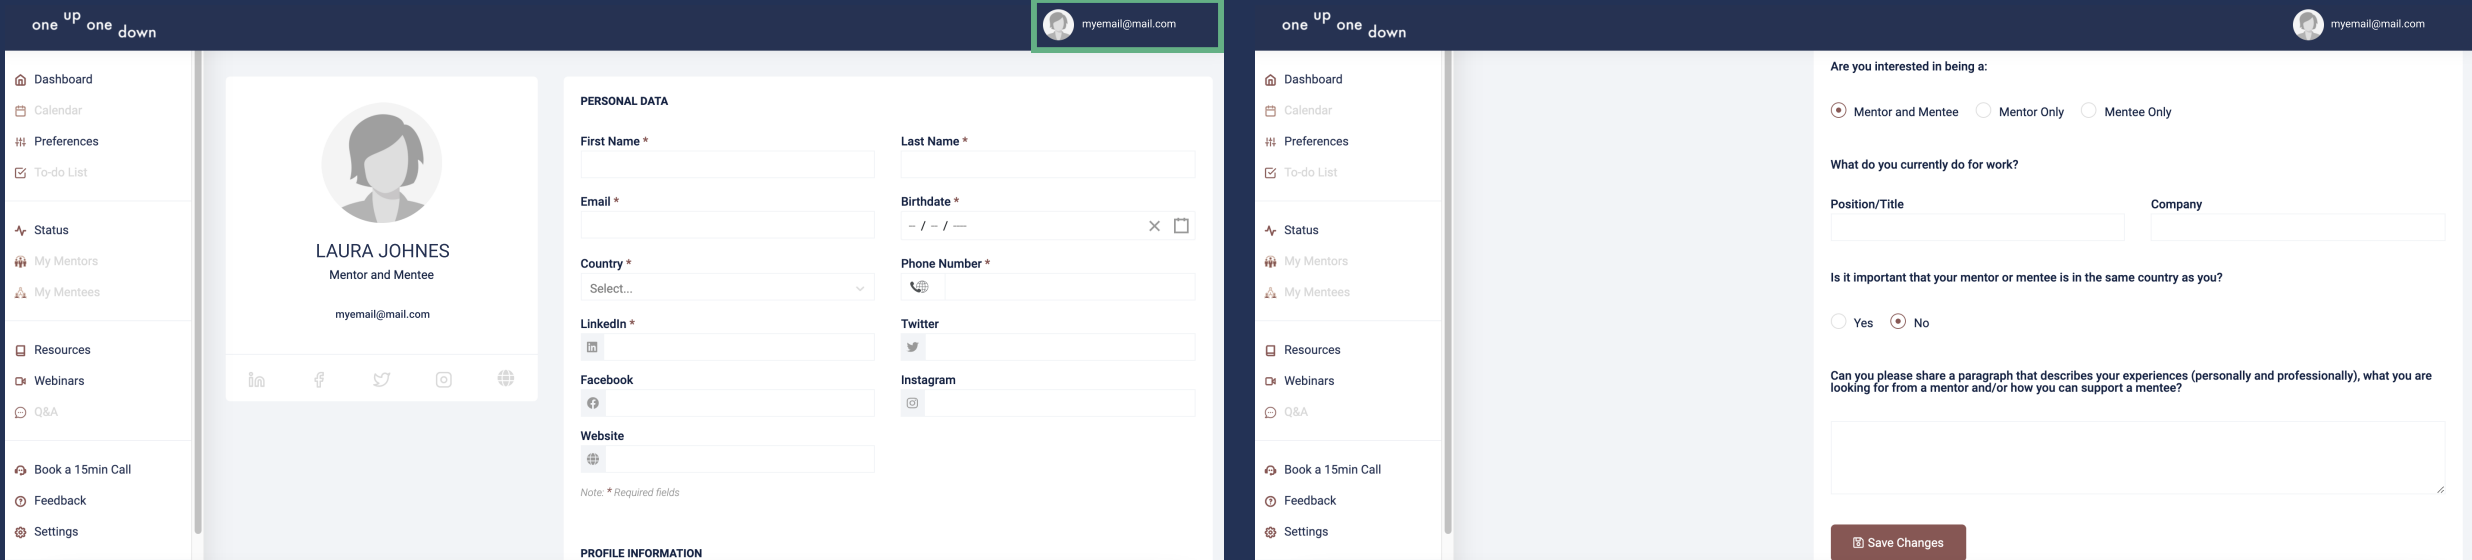 one up one down
myemail@mail.com
Dashboard
Calendar
Preferences
To-do List
Status
My Mentors
My Mentees
Resources
Webinars
Q&A
Book a 15min Call
Feedback
Settings
LAURA JOHNES
Mentor and Mentee
myemail@mail.com
PERSONAL DATA
First Name *
Last Name *
Email *
Birthdate *
– / – / —
Country *
Select...
Phone Number *
LinkedIn *
Twitter
Facebook
Instagram
Website
Note: * Required fields
PROFILE INFORMATION
one up one down
myemail@mail.com
Dashboard
Calendar
Preferences
To-do List
Status
My Mentors
My Mentees
Resources
Webinars
Q&A
Book a 15min Call
Feedback
Settings
Are you interested in being a:
Mentor and Mentee
Mentor Only
Mentee Only
What do you currently do for work?
Position/Title
Company
Is it important that your mentor or mentee is in the same country as you?
Yes
No
Can you please share a paragraph that describes your experiences (personally and professionally), what you are
looking for from a mentor and/or how you can support a mentee?
Save Changes